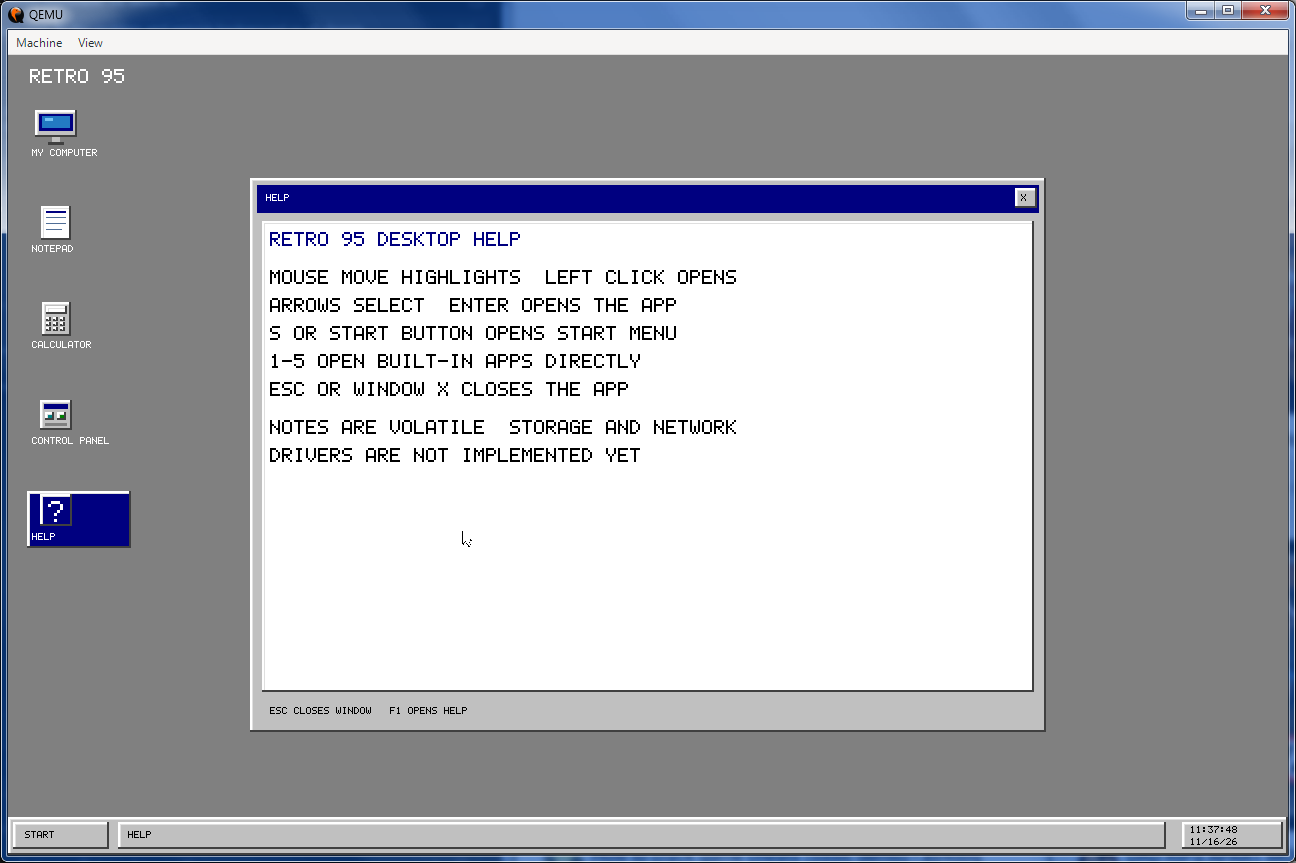 QEMU
Machine View
RETRO 95
MY COMPUTER
NOTEPAD
CALCULATOR
CONTROL PANEL
HELP
HELP X
RETRO 95 DESKTOP HELP
MOUSE MOVE HIGHLIGHTS LEFT CLICK OPENS
ARROWS SELECT ENTER OPENS THE APP
S OR START BUTTON OPENS START MENU
1-5 OPEN BUILT-IN APPS DIRECTLY
ESC OR WINDOW X CLOSES THE APP
NOTES ARE VOLATILE STORAGE AND NETWORK
DRIVERS ARE NOT IMPLEMENTED YET
ESC CLOSES WINDOW F1 OPENS HELP
START HELP
11:37:48
11/16/26